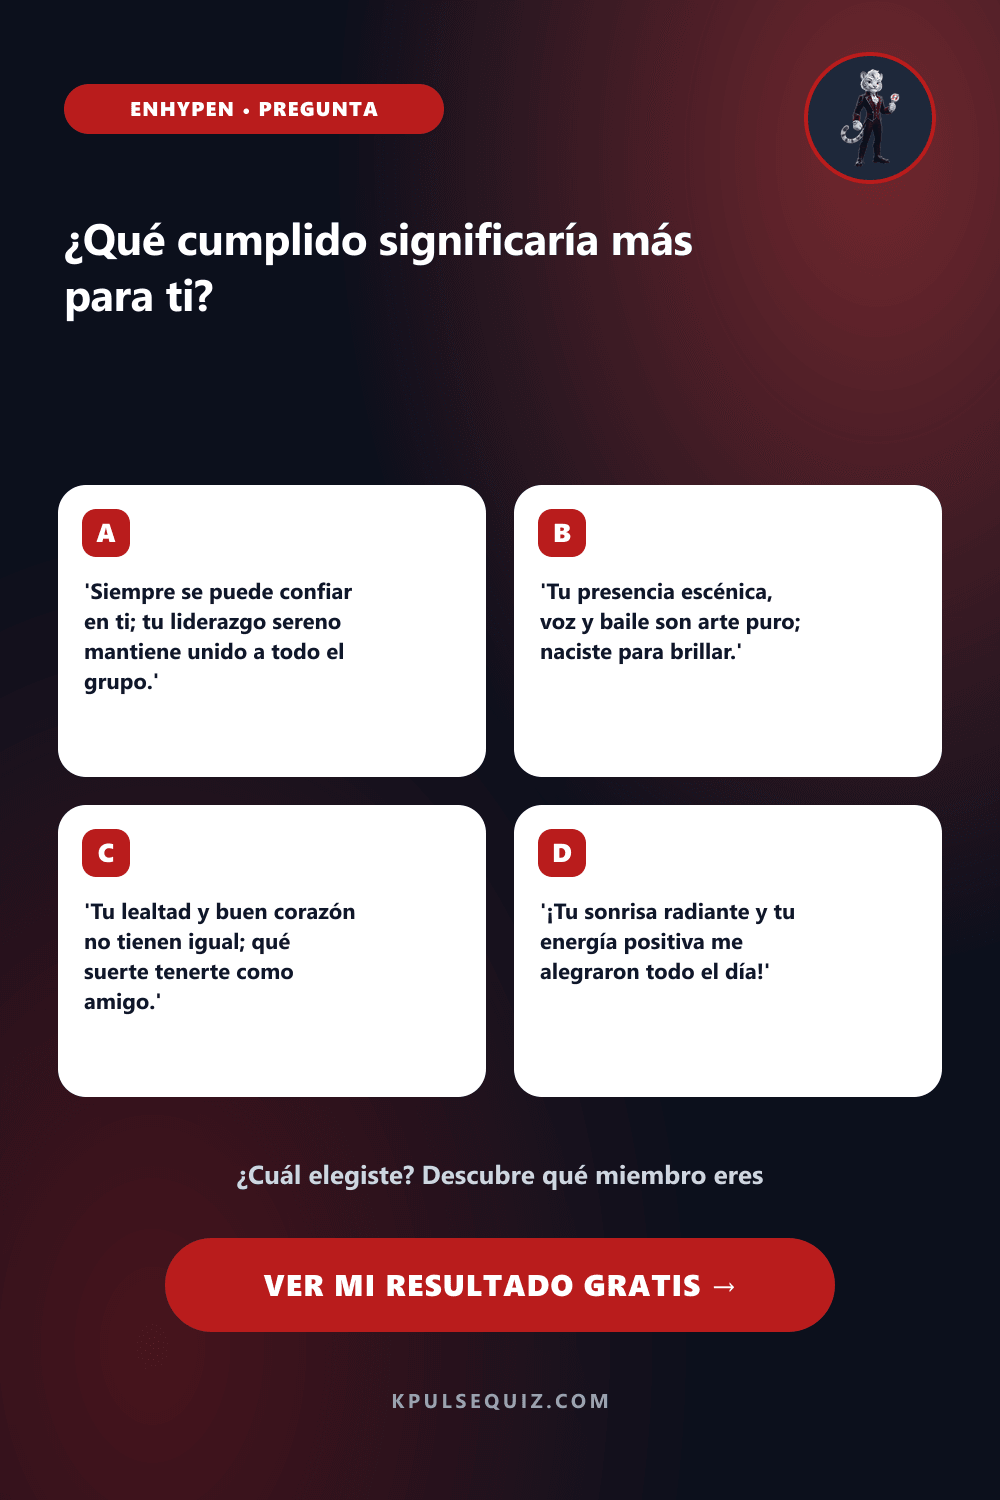 ENHYPEN • PREGUNTA
¿Qué cumplido significaría más
para ti?
A
'Siempre se puede confiar
en ti; tu liderazgo sereno
mantiene unido a todo el
grupo.'
B
'Tu presencia escénica,
voz y baile son arte puro;
naciste para brillar.'
C
'Tu lealtad y buen corazón
no tienen igual; qué
suerte tenerte como
amigo.'
D
'¡Tu sonrisa radiante y tu
energía positiva me
alegraron todo el día!'
¿Cuál elegiste? Descubre qué miembro eres
VER MI RESULTADO GRATIS →
KPULSEQUIZ.COM